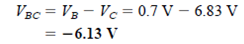 V_BC = V_B − V_C = 0.7 V − 6.83 V
= −6.13 V